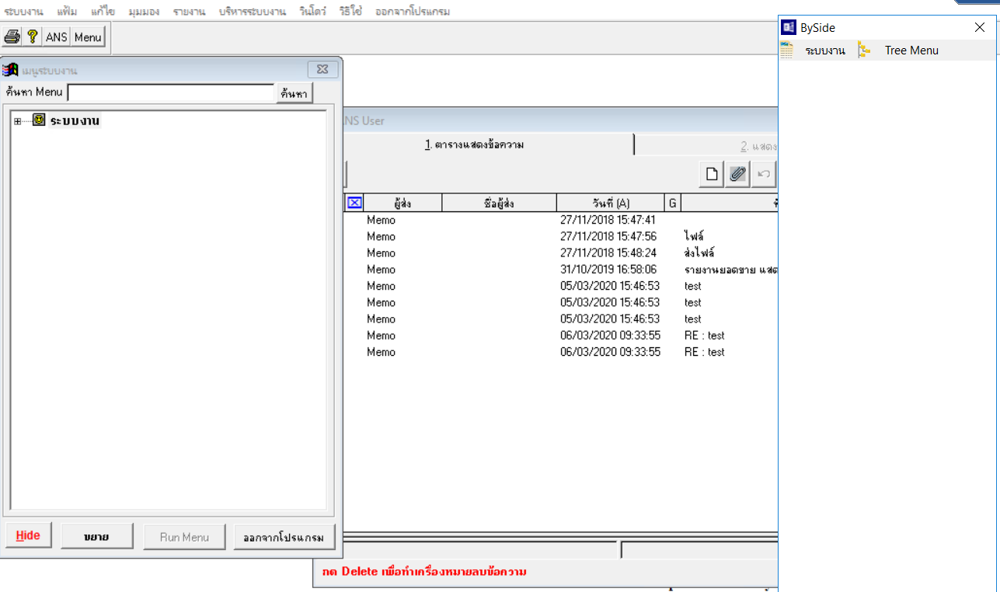 ระบบงาน แฟ้ม แก้ไข มุมมอง รายงาน บริหารระบบงาน วินโดว์ วิธีใช้ ออกจากโปรแกรม
ANS Menu
BySide
ระบบงาน Tree Menu
เมนูระบบงาน
ค้นหา Menu ค้นหา
ระบบงาน
NS User
1. ตารางแสดงข้อความ 2. แสดง
ผู้ส่ง ชื่อผู้ส่ง วันที่ (A) G
Memo 27/11/2018 15:47:41
Memo 27/11/2018 15:47:56 ไฟล์
Memo 27/11/2018 15:48:24 ส่งไฟล์
Memo 31/10/2019 16:58:06 รายงานยอดขาย แสด
Memo 05/03/2020 15:46:53 test
Memo 05/03/2020 15:46:53 test
Memo 05/03/2020 15:46:53 test
Memo 06/03/2020 09:33:55 RE : test
Memo 06/03/2020 09:33:55 RE : test
Hide ขยาย Run Menu ออกจากโปรแกรม
กด Delete เพื่อทำเครื่องหมายลบข้อความ